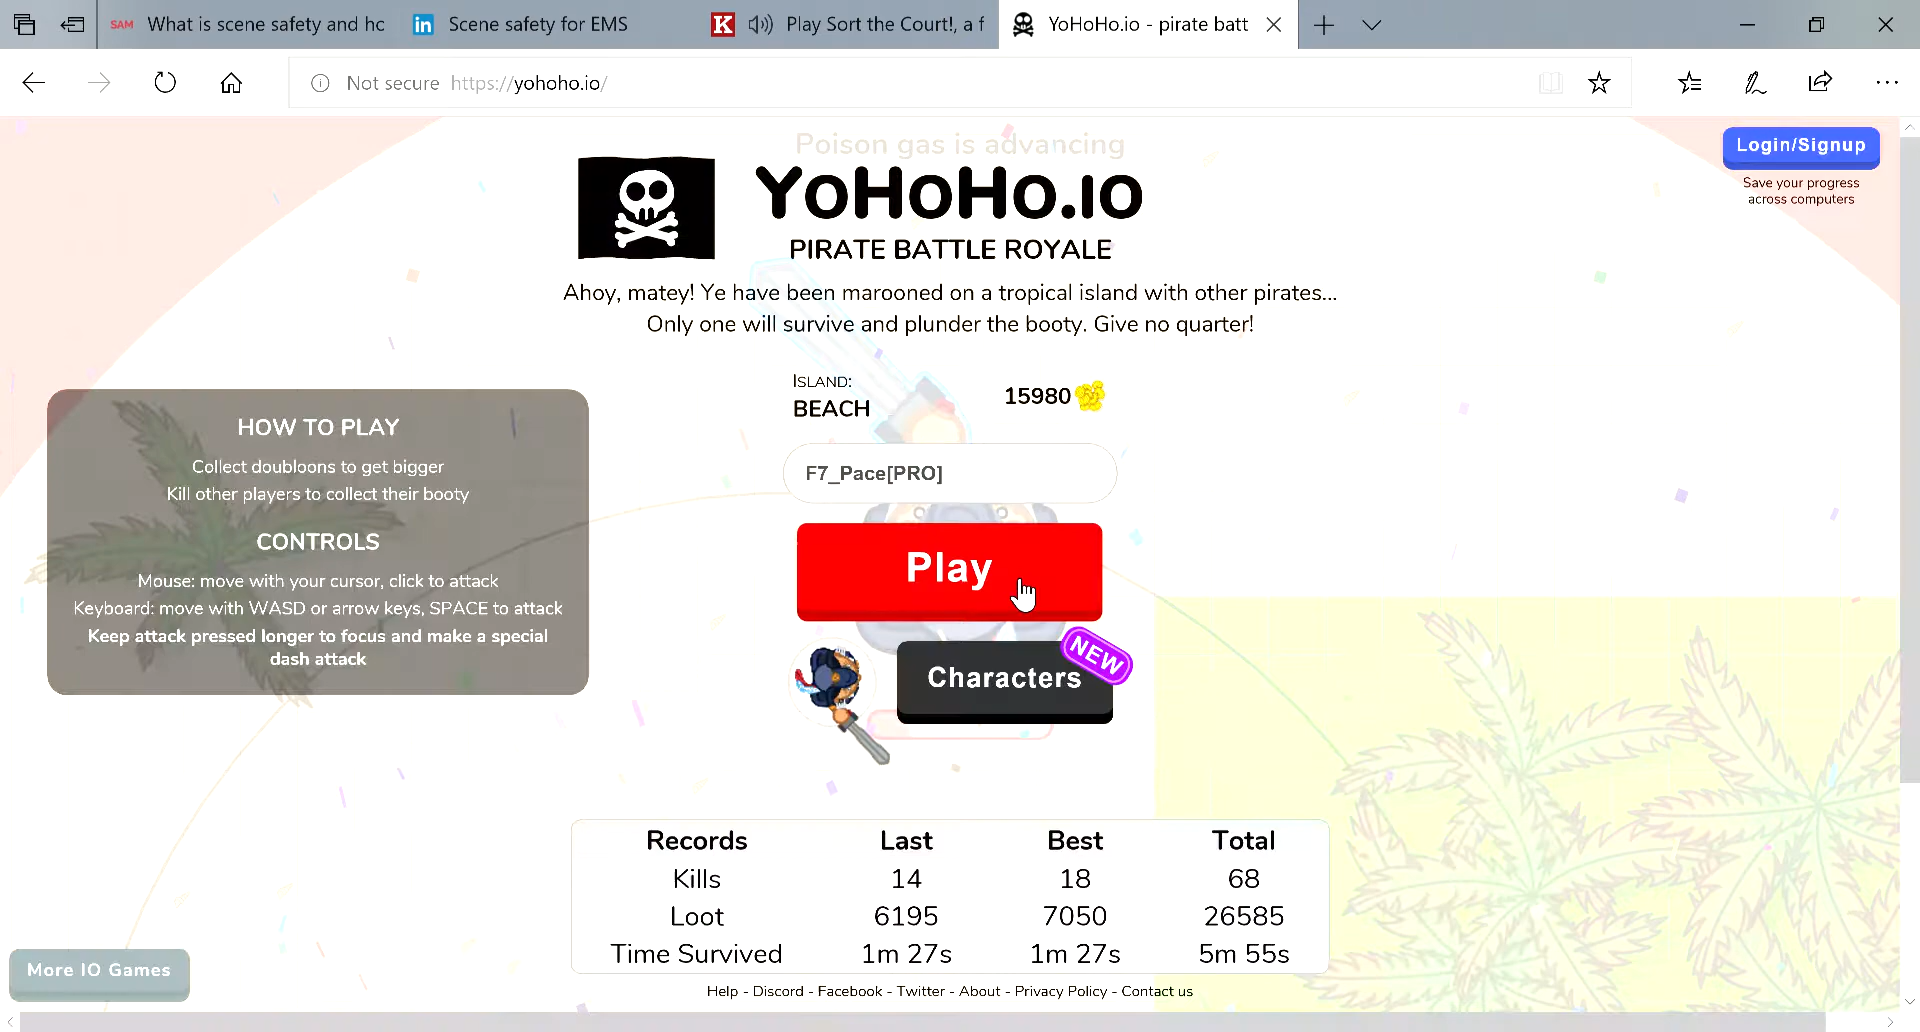 SAM What is scene safety and hc
in Scene safety for EMS
K Play Sort the Court!, a f
YoHoHo.io - pirate batt
Not secure https://yohoho.io/
Poison gas is advancing
Login/Signup
Save your progress
across computers
YoHoHo.io
PIRATE BATTLE ROYALE
Ahoy, matey! Ye have been marooned on a tropical island with other pirates...
Only one will survive and plunder the booty. Give no quarter!
ISLAND:
BEACH
15980
F7_Pace[PRO]
Play
NEW
Characters
HOW TO PLAY
Collect doubloons to get bigger
Kill other players to collect their booty
CONTROLS
Mouse: move with your cursor, click to attack
Keyboard: move with WASD or arrow keys, SPACE to attack
Keep attack pressed longer to focus and make a special
dash attack
Records Last Best Total
Kills 14 18 68
Loot 6195 7050 26585
Time Survived 1m 27s 1m 27s 5m 55s
More IO Games
Help - Discord - Facebook - Twitter - About - Privacy Policy - Contact us